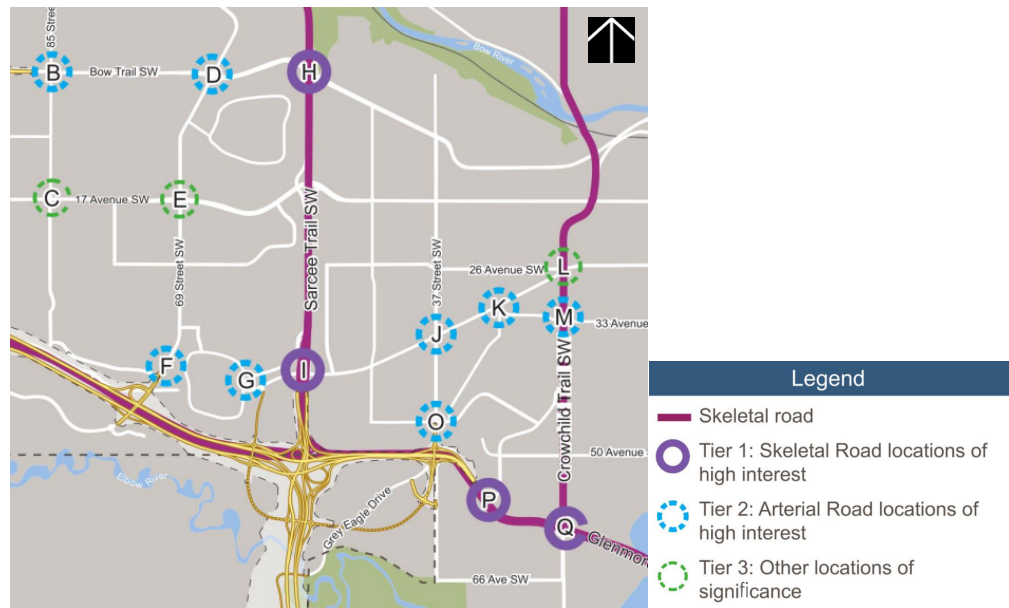 85 Street SW
Bow River
B
Bow Trail SW
D
H
C
17 Avenue SW
E
69 Street SW
Sarcee Trail SW
37 Street SW
26 Avenue SW
L
K
M
33 Avenue
J
F
G
I
O
Crowchild Trail SW
50 Avenue
Elbow River
Grey Eagle Drive
P
Q
Glenmor
66 Ave SW
Legend
Skeletal road
Tier 1: Skeletal Road locations of
high interest
Tier 2: Arterial Road locations of
high interest
Tier 3: Other locations of
significance